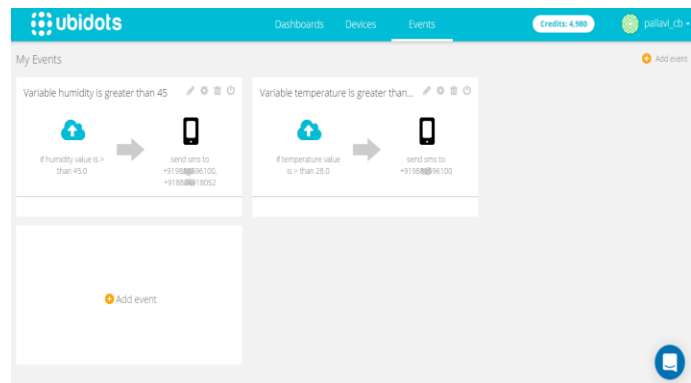 ubidots
Dashboards Devices Events
Credits: 4,980
pallavi_cb
My Events
Add event
Variable humidity is greater than 45
if humidity value is >
than 45.0
send sms to
Variable temperature is greater than...
if temperature value
is > than 28.0
send sms to
Add event